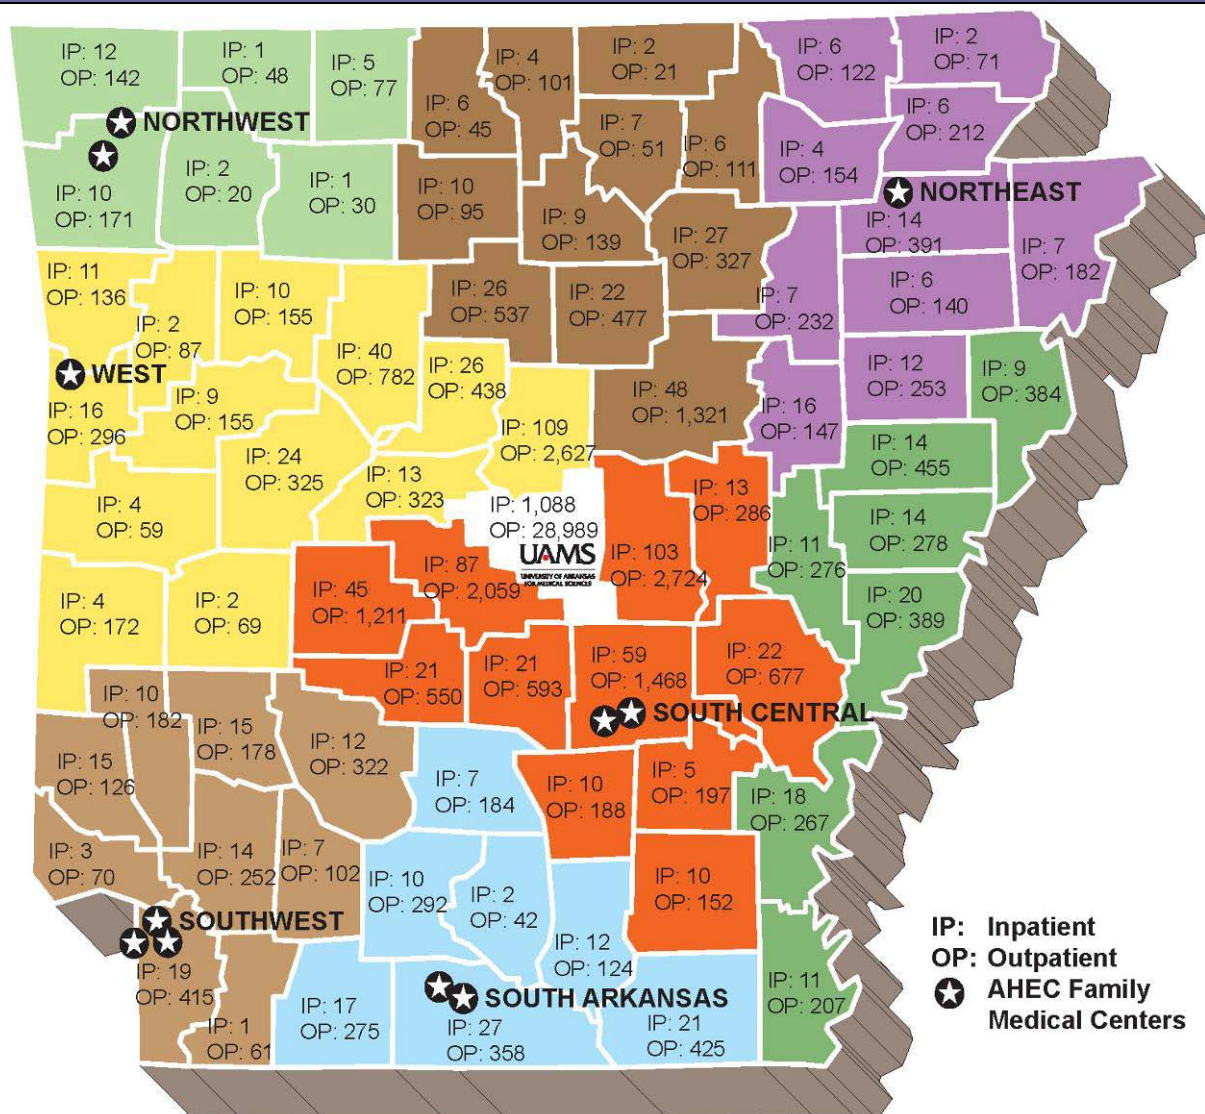 IP: 12
OP: 142
IP: 1
OP: 48
IP: 5
OP: 77
IP: 6
OP: 45
IP: 4
OP: 101
IP: 2
OP: 21
IP: 7
OP: 51
IP: 6
OP: 111
IP: 6
OP: 122
IP: 2
OP: 71
IP: 6
OP: 212
IP: 4
OP: 154
NORTHWEST
IP: 10
OP: 171
IP: 2
OP: 20
IP: 1
OP: 30
IP: 10
OP: 95
IP: 9
OP: 139
IP: 27
OP: 327
NORTHEAST
IP: 14
OP: 391
IP: 7
OP: 182
IP: 7
OP: 232
IP: 6
OP: 140
IP: 11
OP: 136
IP: 2
OP: 87
IP: 10
OP: 155
IP: 40
OP: 782
IP: 26
OP: 537
IP: 22
OP: 477
WEST
IP: 16
OP: 296
IP: 9
OP: 155
IP: 26
OP: 438
IP: 109
OP: 2,627
IP: 48
OP: 1,321
IP: 16
OP: 147
IP: 12
OP: 253
IP: 9
OP: 384
IP: 24
OP: 325
IP: 13
OP: 323
IP: 4
OP: 59
IP: 1,088
OP: 28,989
UAMS
UNIVERSITY OF ARKANSAS
FOR MEDICAL SCIENCES
IP: 103
OP: 2,724
IP: 13
OP: 286
IP: 14
OP: 455
IP: 14
OP: 278
IP: 11
OP: 276
IP: 20
OP: 389
IP: 4
OP: 172
IP: 2
OP: 69
IP: 45
OP: 1,211
IP: 87
OP: 2,059
IP: 21
OP: 550
IP: 21
OP: 593
IP: 59
OP: 1,468
IP: 22
OP: 677
SOUTH CENTRAL
IP: 10
OP: 182
IP: 15
OP: 178
IP: 12
OP: 322
IP: 15
OP: 126
IP: 7
OP: 184
IP: 10
OP: 188
IP: 5
OP: 197
IP: 18
OP: 267
IP: 3
OP: 70
IP: 14
OP: 252
IP: 7
OP: 102
IP: 10
OP: 292
IP: 2
OP: 42
IP: 12
OP: 124
IP: 10
OP: 152
SOUTHWEST
IP: 19
OP: 415
IP: 1
OP: 61
IP: 17
OP: 275
SOUTH ARKANSAS
IP: 27
OP: 358
IP: 21
OP: 425
IP: 11
OP: 207
IP: Inpatient
OP: Outpatient
AHEC Family
Medical Centers